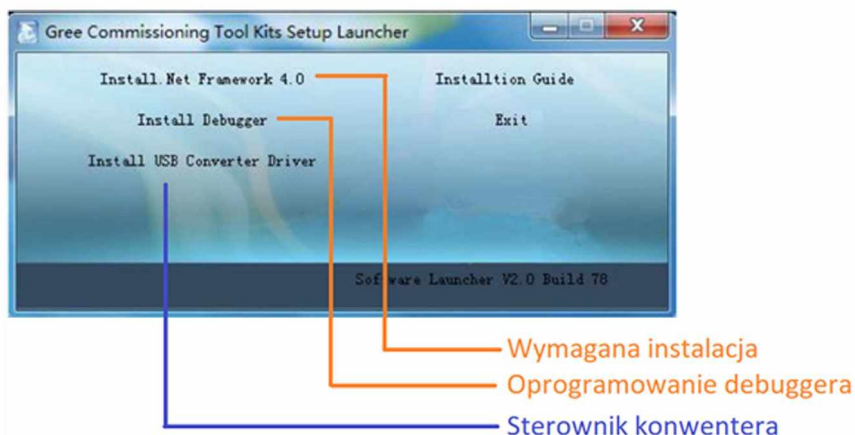 Gree Commissioning Tool Kits Setup Launcher
Install.Net Framework 4.0
Installtion Guide
Install Debugger
Exit
Install USB Converter Driver
Software Launcher V2.0 Build 78
Wymagana instalacja
Oprogramowanie debuggera
Sterownik konwentera